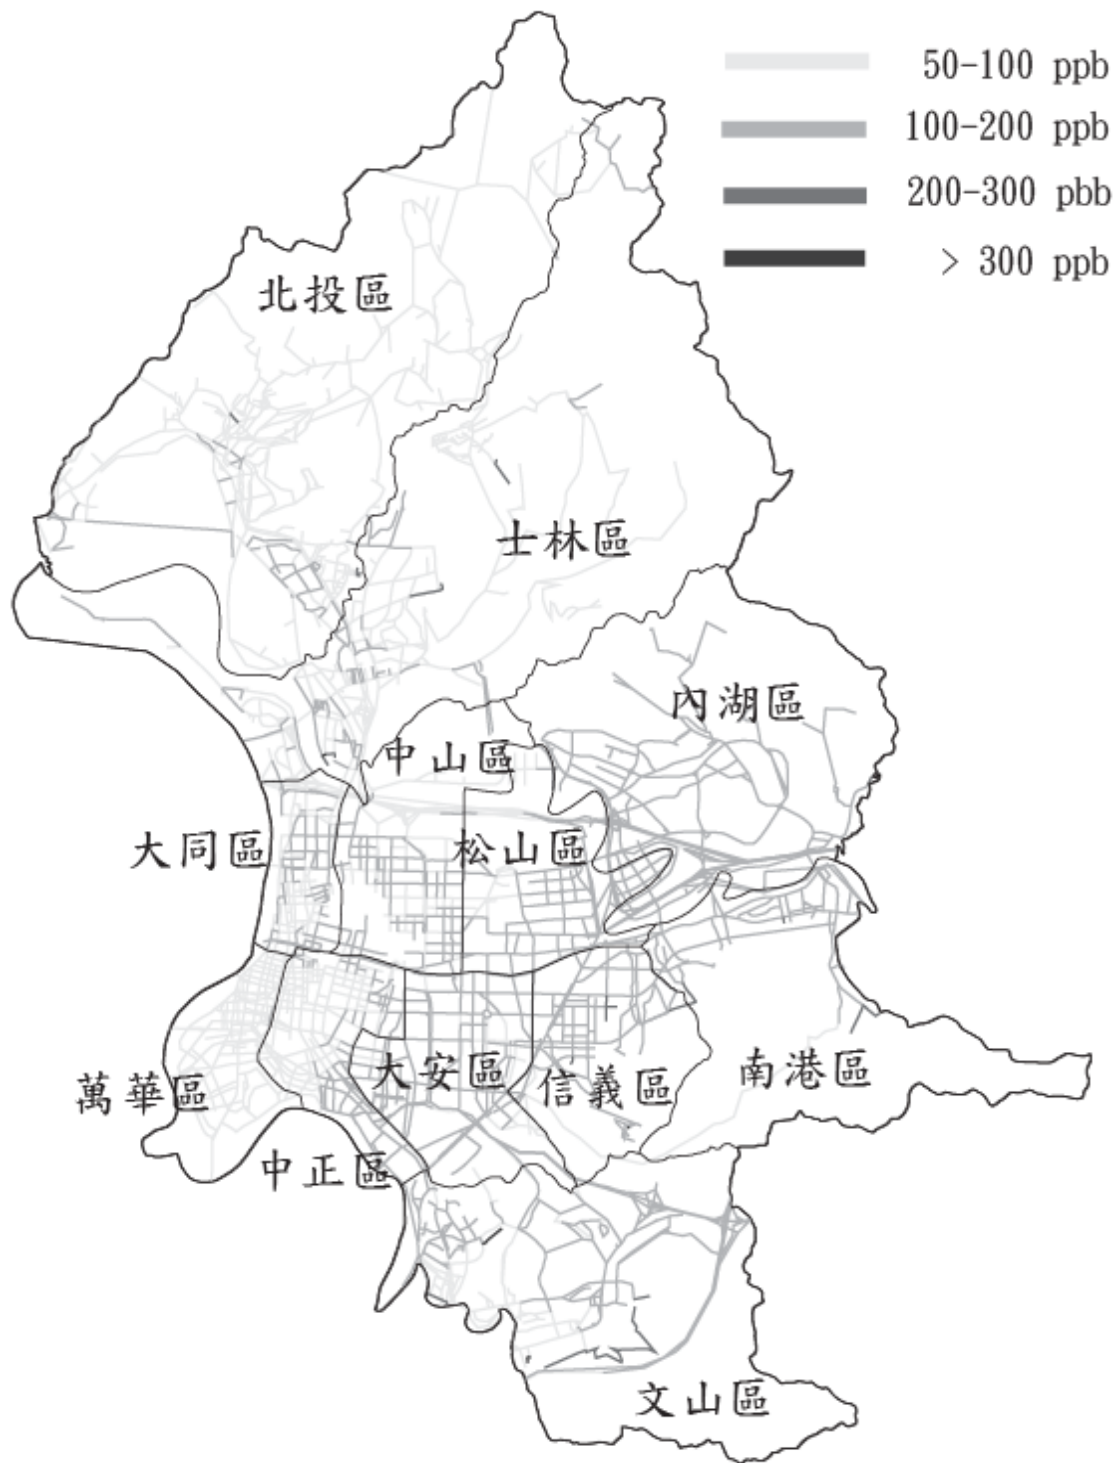 50-100 ppb
100-200 ppb
200-300 pbb
> 300 ppb
北投區
士林區
內湖區
中山區
大同區
松山區
大安區
信義區
南港區
萬華區
中正區
文山區